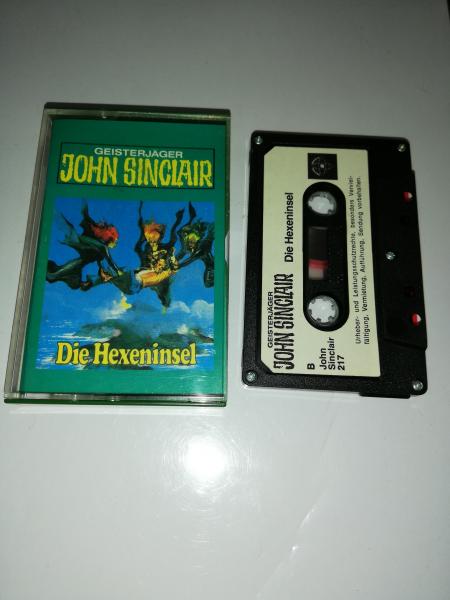 GEISTERJÄGER
JOHN SINCLAIR
Die Hexeninsel
GEISTERJÄGER
JOHN SINCLAIR
Die Hexeninsel
B
John
Sinclair
217
Urheber- und Leistungsschutzrechte, besonders Verviel-
fältigung, Vermietung, Aufführung, Sendung vorbehalten.